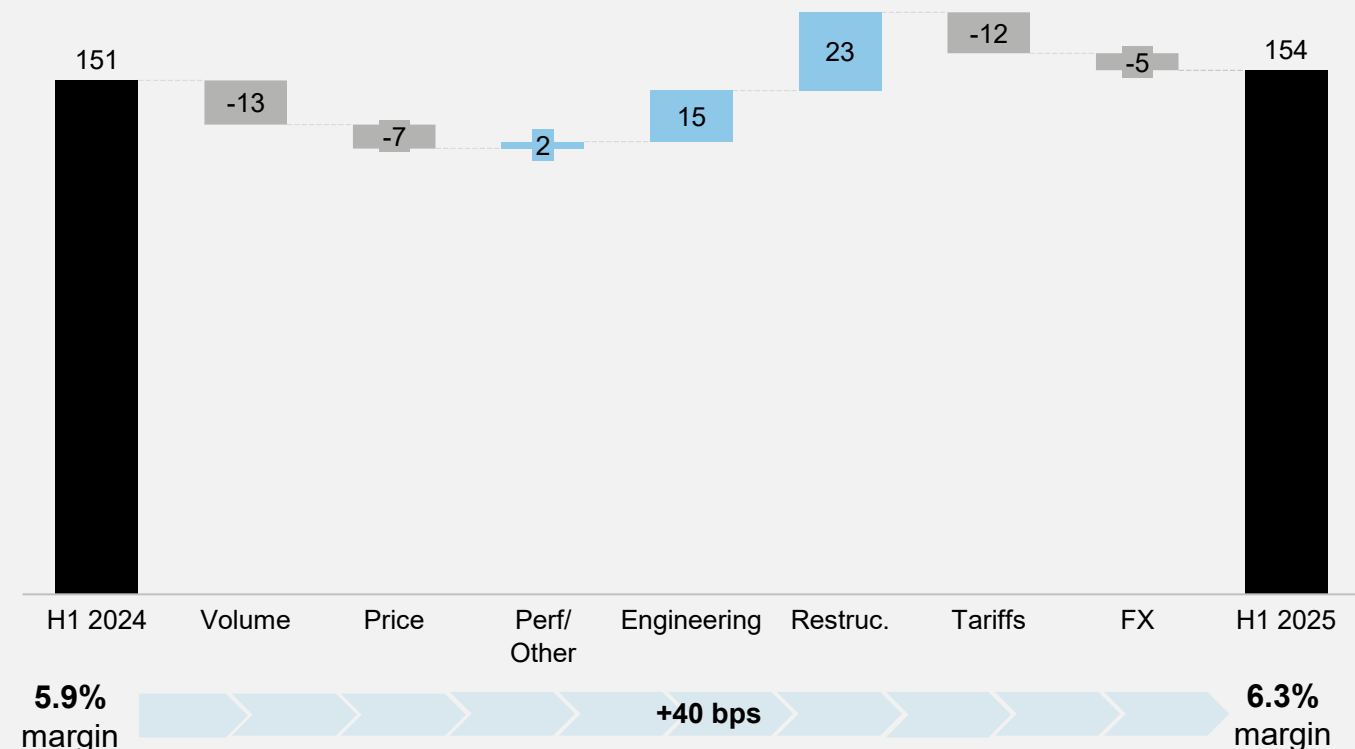 151
-13
-7
2
15
23
-12
-5
154
H1 2024
Volume
Price
Perf/
Other
Engineering
Restruc.
Tariffs
FX
H1 2025
5.9%
margin
+40 bps
6.3%
margin